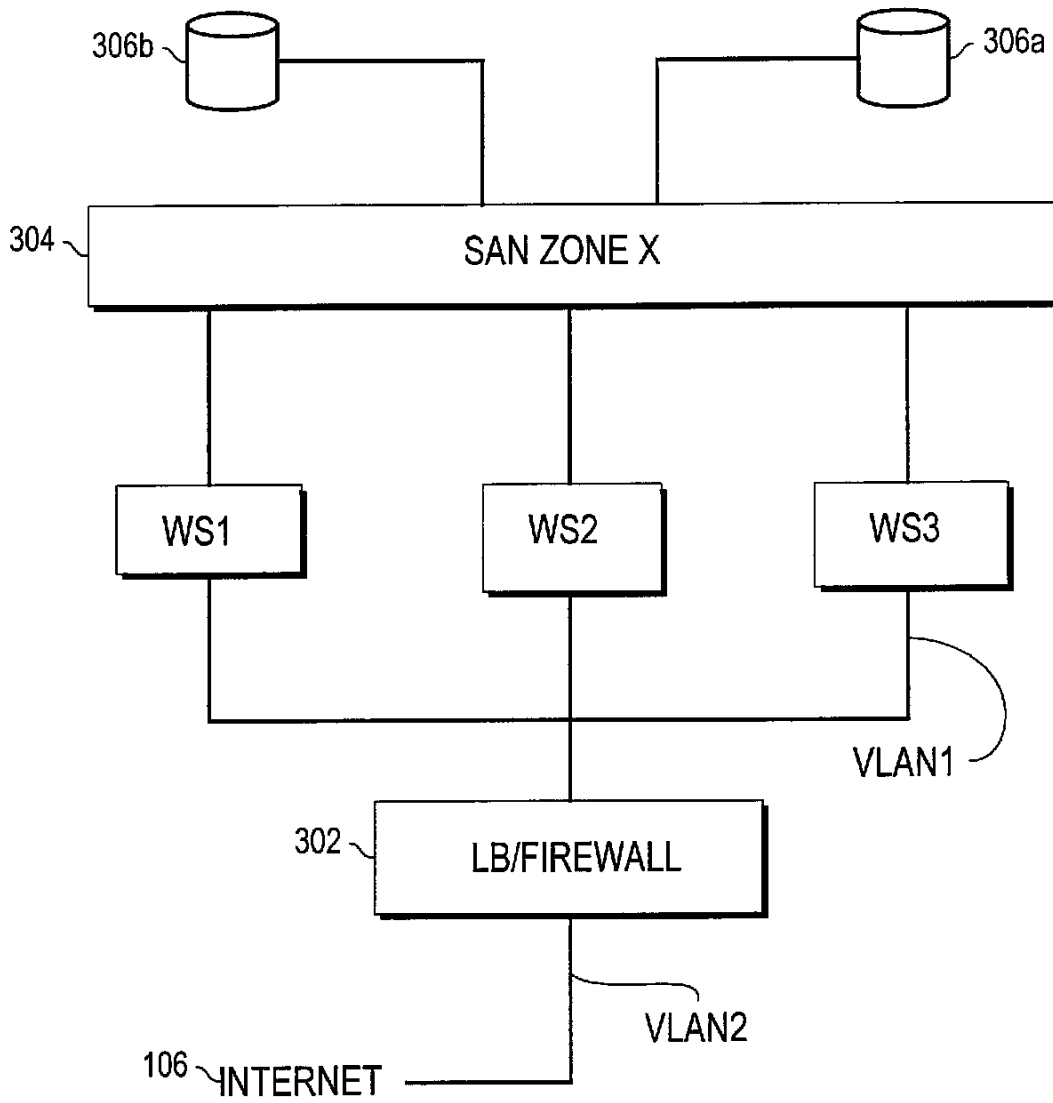 306b
306a
304
SAN ZONE X
WS1
WS2
WS3
VLAN1
302
LB/FIREWALL
VLAN2
106 INTERNET